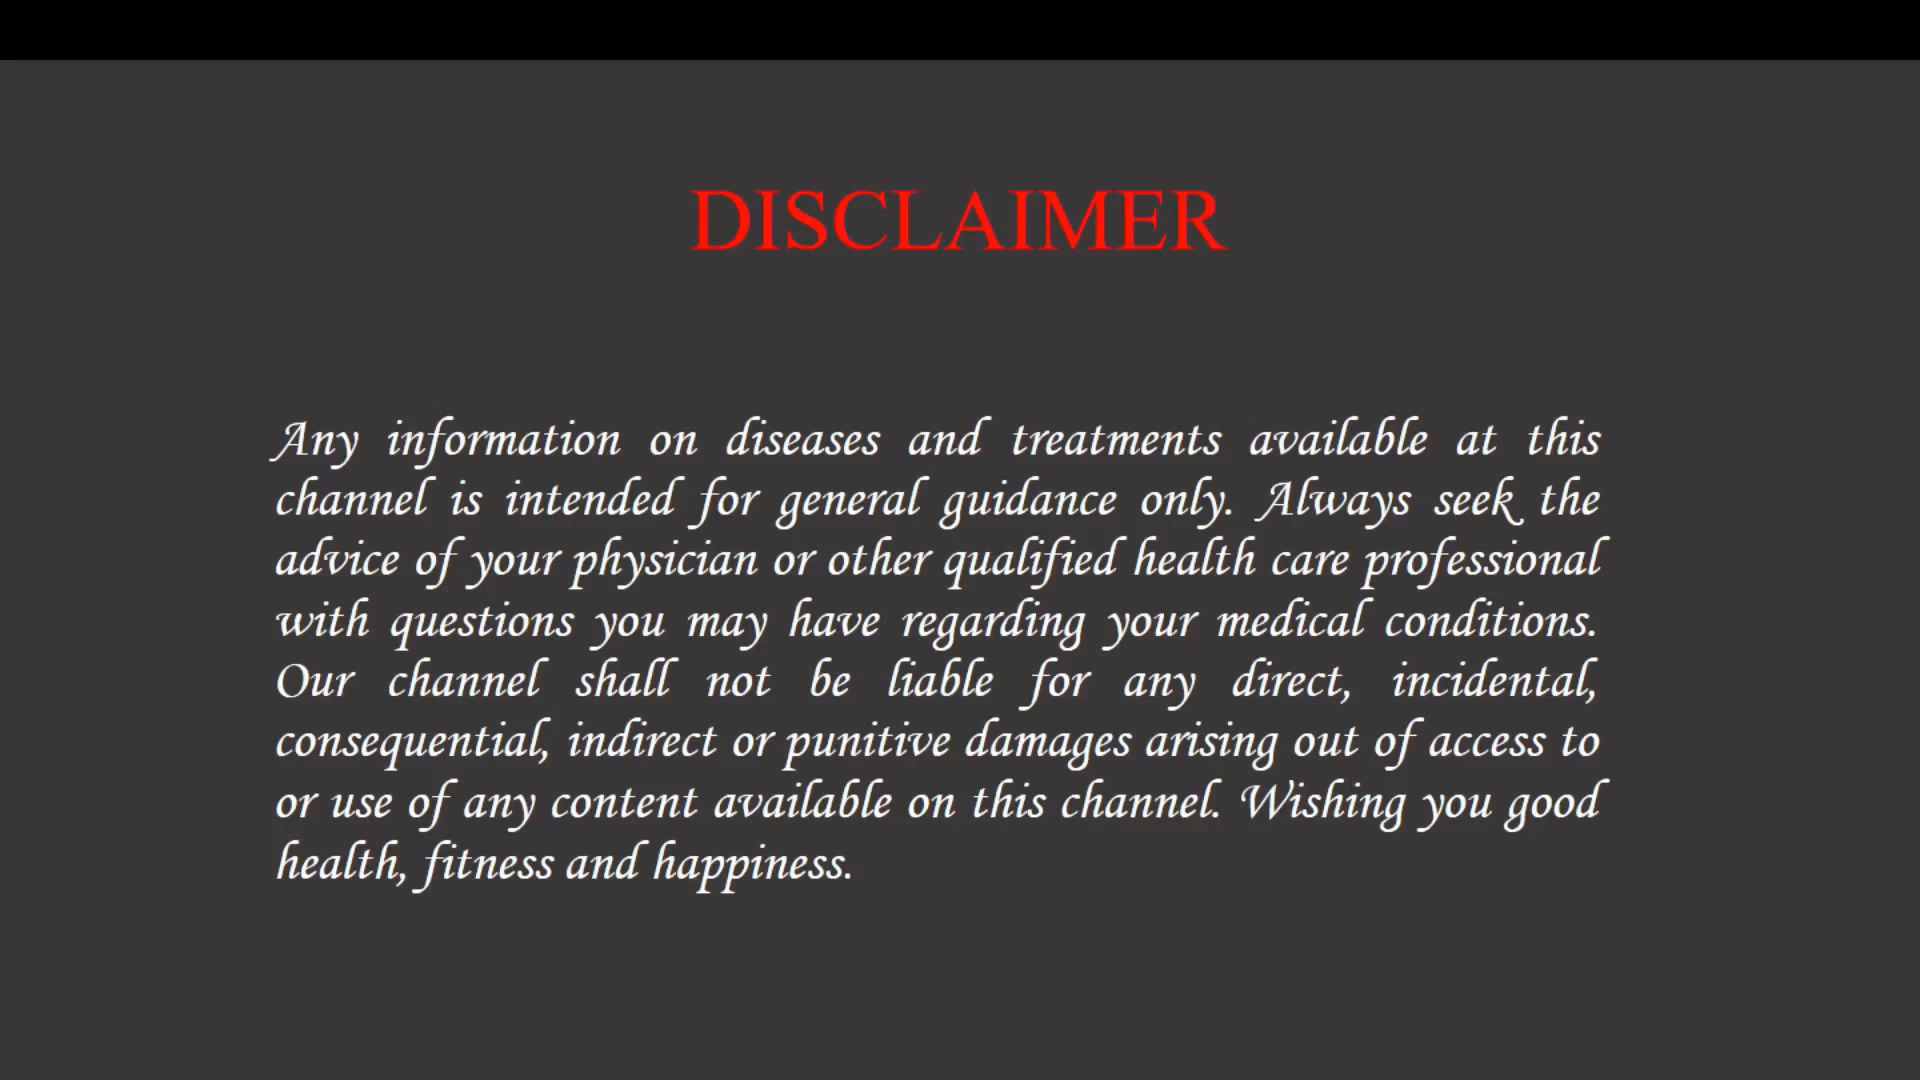 DISCLAIMER
Any information on diseases and treatments available at this
channel is intended for general guidance only. Always seek the
advice of your physician or other qualified health care professional
with questions you may have regarding your medical conditions.
Our channel shall not be liable for any direct, incidental,
consequential, indirect or punitive damages arising out of access to
or use of any content available on this channel. Wishing you good
health, fitness and happiness.